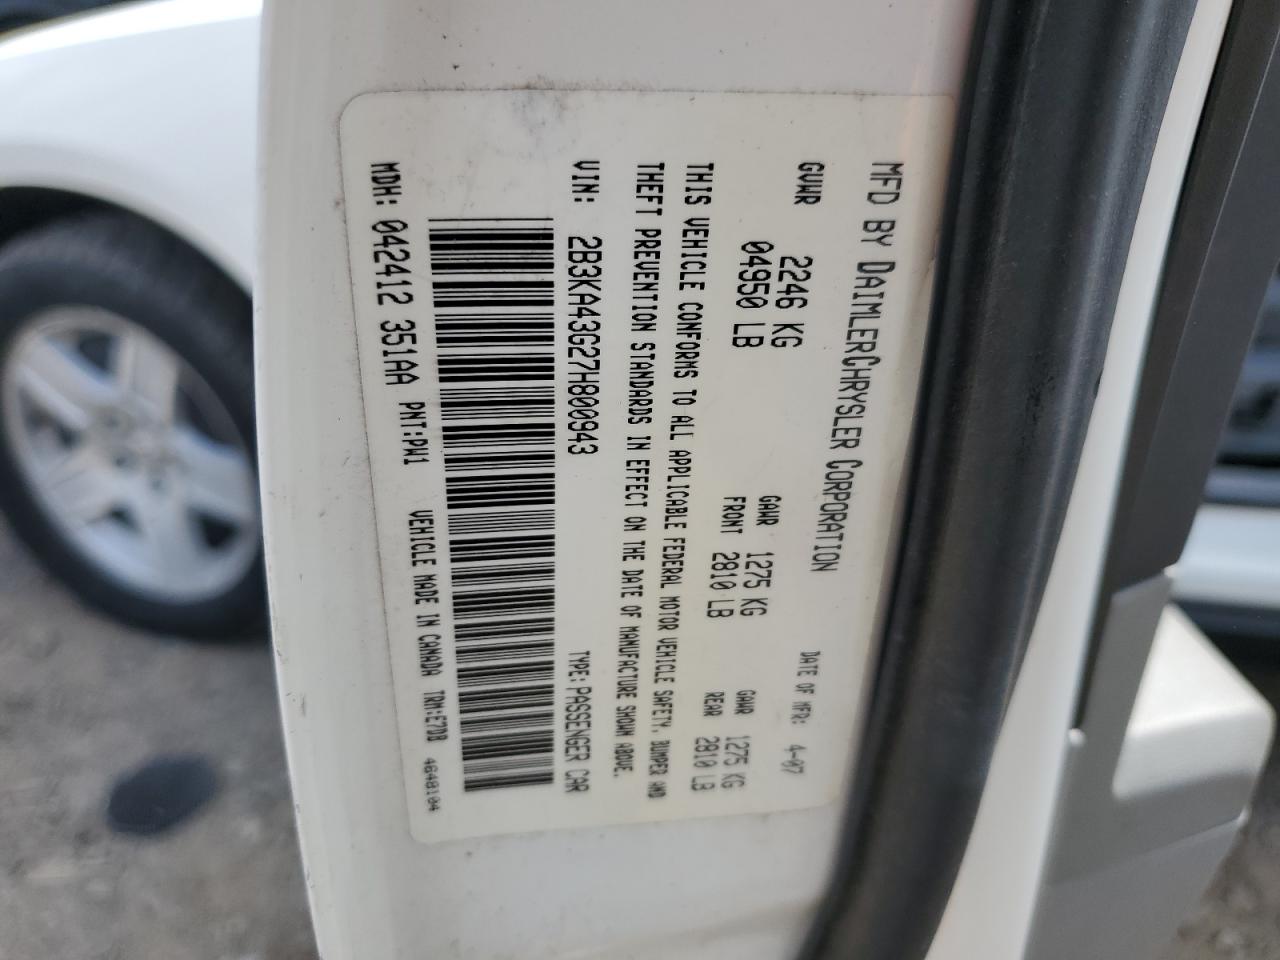 MFD BY DAIMLERCHRYSLER CORPORATION
DATE OF MFR: 4-07
GVWR 2246 KG
04950 LB
GAWR FRONT 1275 KG
2810 LB
GAWR REAR 1275 KG
2810 LB
THIS VEHICLE CONFORMS TO ALL APPLICABLE FEDERAL MOTOR VEHICLE SAFETY, BUMPER AND
THEFT PREVENTION STANDARDS IN EFFECT ON THE DATE OF MANUFACTURE SHOWN ABOVE.
VIN: 2B3KA43G27H800943 TYPE: PASSENGER CAR
MDH: 042412 351AA PNT:PW1 VEHICLE MADE IN CANADA TRM:E7DB 4648104